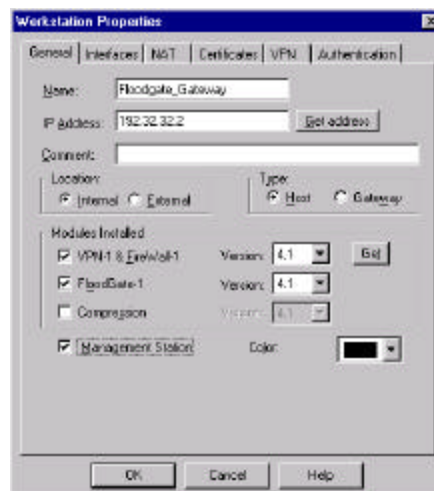 Workstation Properties
General Interfaces NAT Certificates VPN Authentication
Name: Floodgate_Gateway
IP Address: 192.32.32.2 Get address
Comment:
Location: Type:
Internal External Host Gateway
Modules Installed
VPN-1 & FireWall-1 Version: 4.1 Get
FloodGate-1 Version: 4.1
Compression Version: 4.1
Management Station Color:
OK Cancel Help